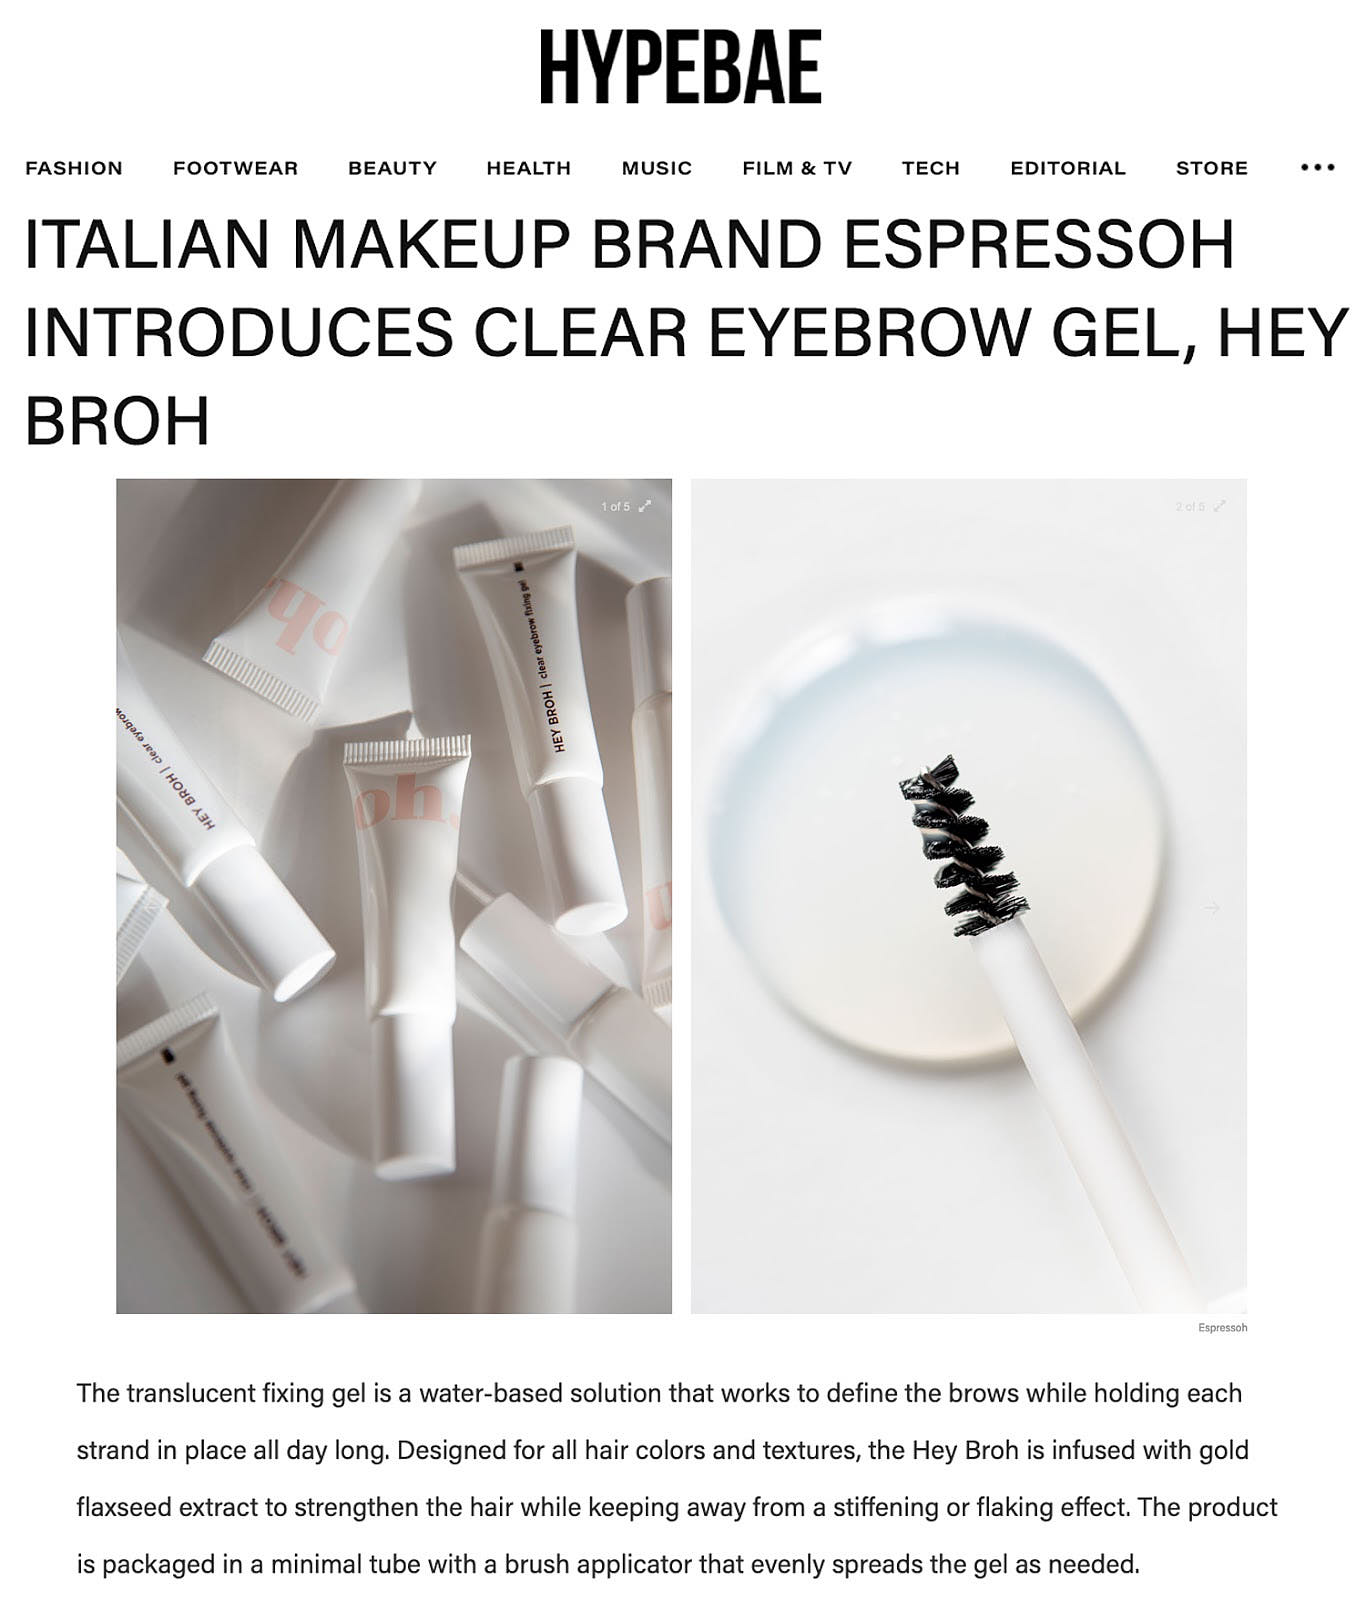 HYPEBAE
FASHION FOOTWEAR BEAUTY HEALTH MUSIC FILM & TV TECH EDITORIAL STORE •••
ITALIAN MAKEUP BRAND ESPRESSOH
INTRODUCES CLEAR EYEBROW GEL, HEY
BROH
1 of 5
2 of 5
oh
HEY BROH | clear eyebrow fixing gel
HEY BROH | clear eyebrow
oh.
Espressoh
The translucent fixing gel is a water-based solution that works to define the brows while holding each
strand in place all day long. Designed for all hair colors and textures, the Hey Broh is infused with gold
flaxseed extract to strengthen the hair while keeping away from a stiffening or flaking effect. The product
is packaged in a minimal tube with a brush applicator that evenly spreads the gel as needed.